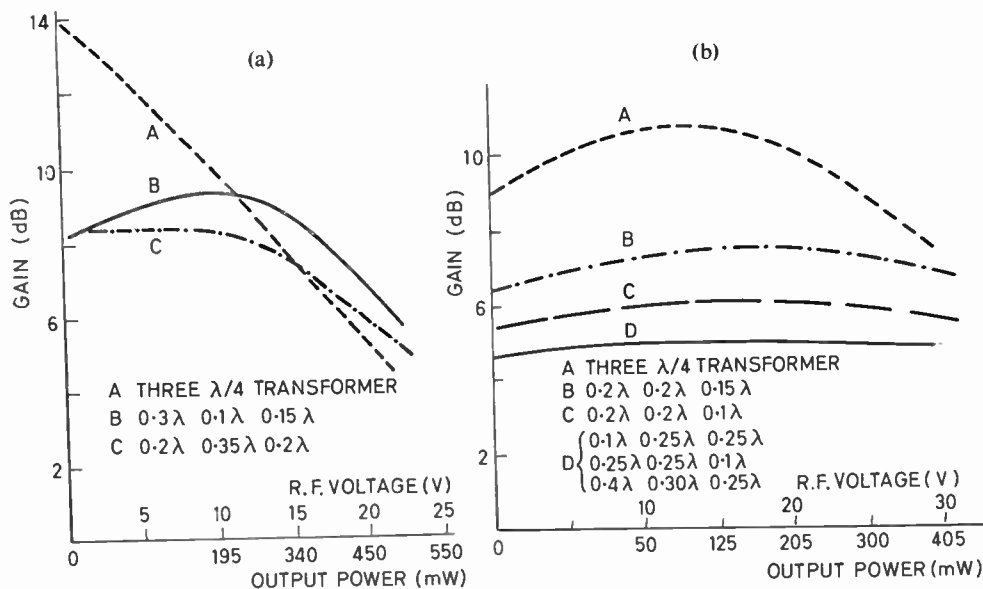 (a)
14
10
6
2
GAIN (dB)
A
B
C
A THREE λ/4 TRANSFORMER
B 0·3λ 0·1λ 0·15λ
C 0·2λ 0·35λ 0·2λ
R.F. VOLTAGE (V)
5 10 15 20 25
0 195 340 450 550
OUTPUT POWER (mW)
(b)
10
6
2
GAIN (dB)
A
B
C
D
A THREE λ/4 TRANSFORMER
B 0·2λ 0·2λ 0·15λ
C 0·2λ 0·2λ 0·1λ
0·1λ 0·25λ 0·25λ
D { 0·25λ 0·25λ 0·1λ
0·4λ 0·30λ 0·25λ
R.F. VOLTAGE (V)
10 20 30
0 50 125 205 300 405
OUTPUT POWER (mW)